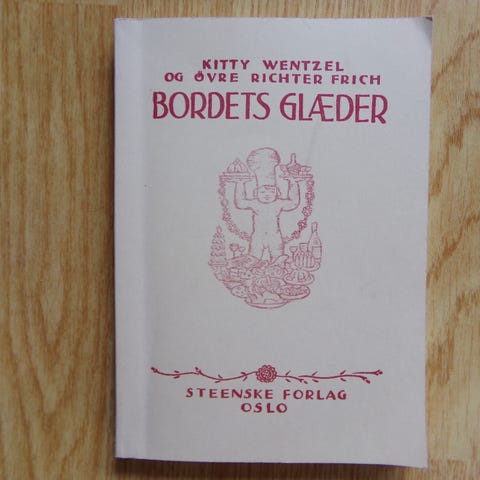 KITTY WENTZEL
OG ÖVRE RICHTER FRICH
BORDETS GLÆDER
STEENSKE FORLAG
OSLO